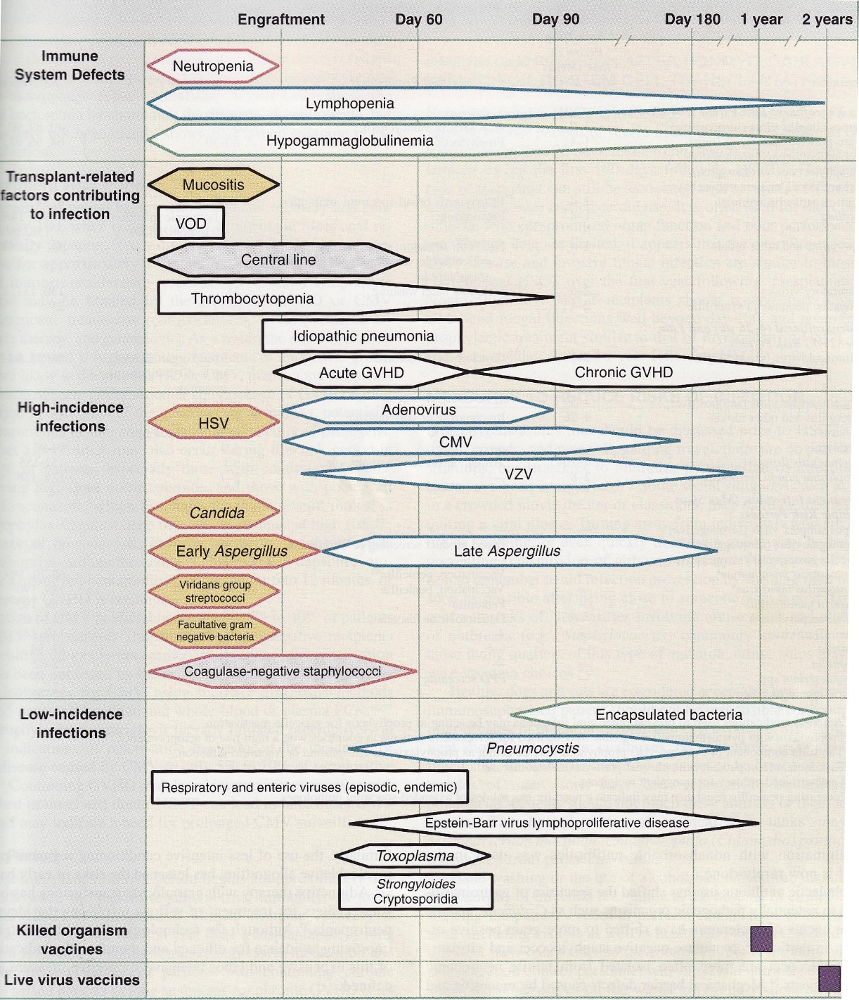 Engraftment Day 60 Day 90 Day 180 1 year 2 years
Immune
System Defects
Neutropenia
Lymphopenia
Hypogammaglobulinemia
Transplant-related
factors contributing
to infection
Mucositis
VOD
Central line
Thrombocytopenia
Idiopathic pneumonia
Acute GVHD
Chronic GVHD
High-incidence
infections
HSV
Adenovirus
CMV
VZV
Candida
Early Aspergillus
Late Aspergillus
Viridans group
streptococci
Facultative gram
negative bacteria
Coagulase-negative staphylococci
Low-incidence
infections
Encapsulated bacteria
Pneumocystis
Respiratory and enteric viruses (episodic, endemic)
Epstein-Barr virus lymphoproliferative disease
Toxoplasma
Strongyloides
Cryptosporidia
Killed organism
vaccines
Live virus vaccines